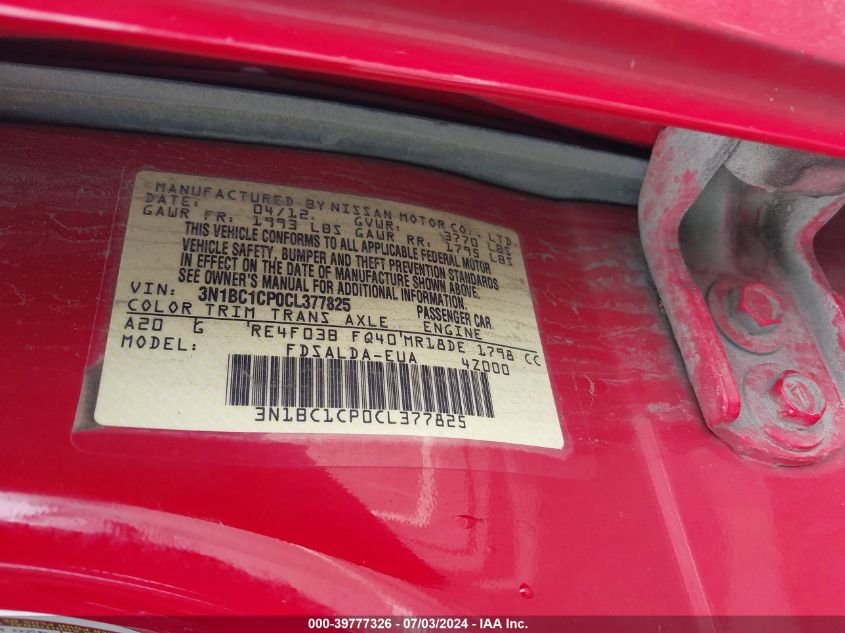 MANUFACTURED BY NISSAN MOTOR CO., LTD.
DATE: 04/12. GVWR: 3770 LBS
GAWR FR: 1993 LBS GAWR RR: 1795 LBS
THIS VEHICLE CONFORMS TO ALL APPLICABLE FEDERAL MOTOR
VEHICLE SAFETY, BUMPER AND THEFT PREVENTION STANDARDS
IN EFFECT ON THE DATE OF MANUFACTURE SHOWN ABOVE.
SEE OWNER'S MANUAL FOR ADDITIONAL INFORMATION.
VIN: 3N1BC1CP0CL377825 PASSENGER CAR.
COLOR TRIM TRANS AXLE ENGINE
A20 G RE4F03B FQ40 MR18DE 1798 CC
MODEL: FDSALDA-EUA 4Z000
3N1BC1CP0CL377825
000-39777326 - 07/03/2024 - IAA Inc.